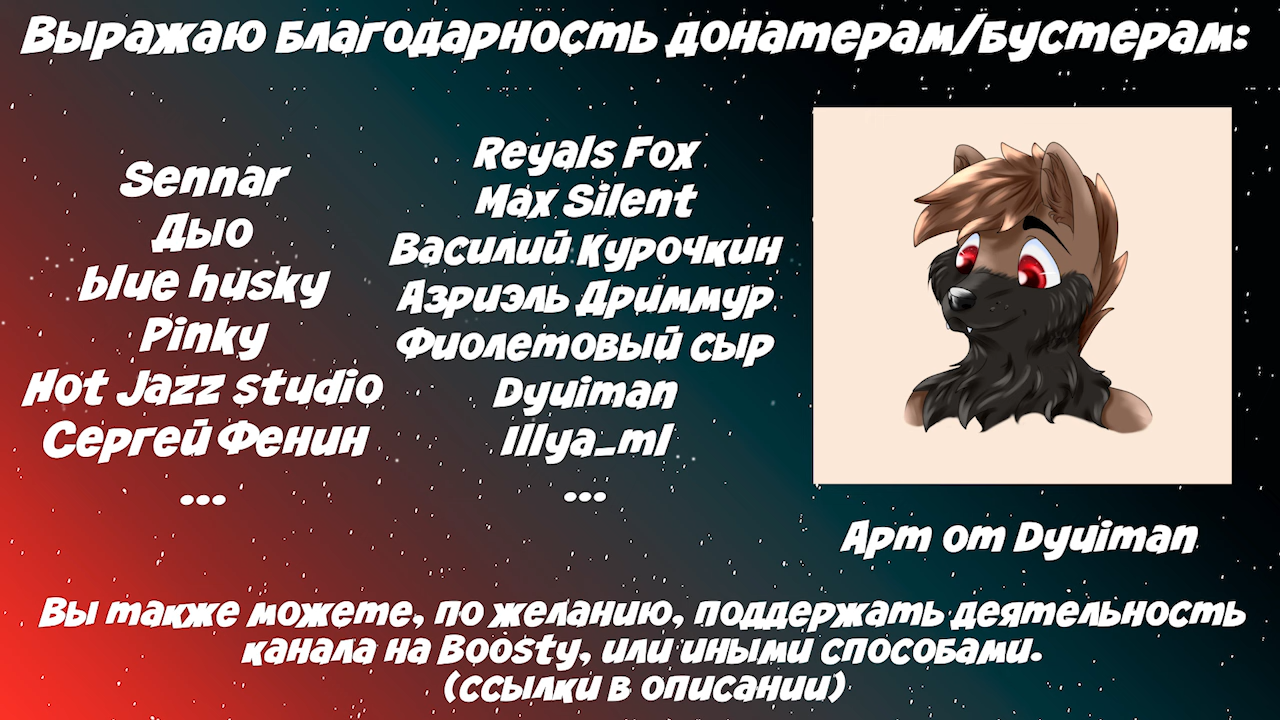 Выражаю благодарность донатерам/бустерам:
Sennar
Дыо
blue husky
Pinky
Hot Jazz studio
Сергей Фенин
...
Reyals Fox
Max Silent
Василий Курочкин
Азриэль Дриммур
Фиолетовый сыр
Dyuiman
Illya_ml
...
Арт от Dyuiman
Вы также можете, по желанию, поддержать деятельность
канала на Boosty, или иными способами.
(ссылки в описании)